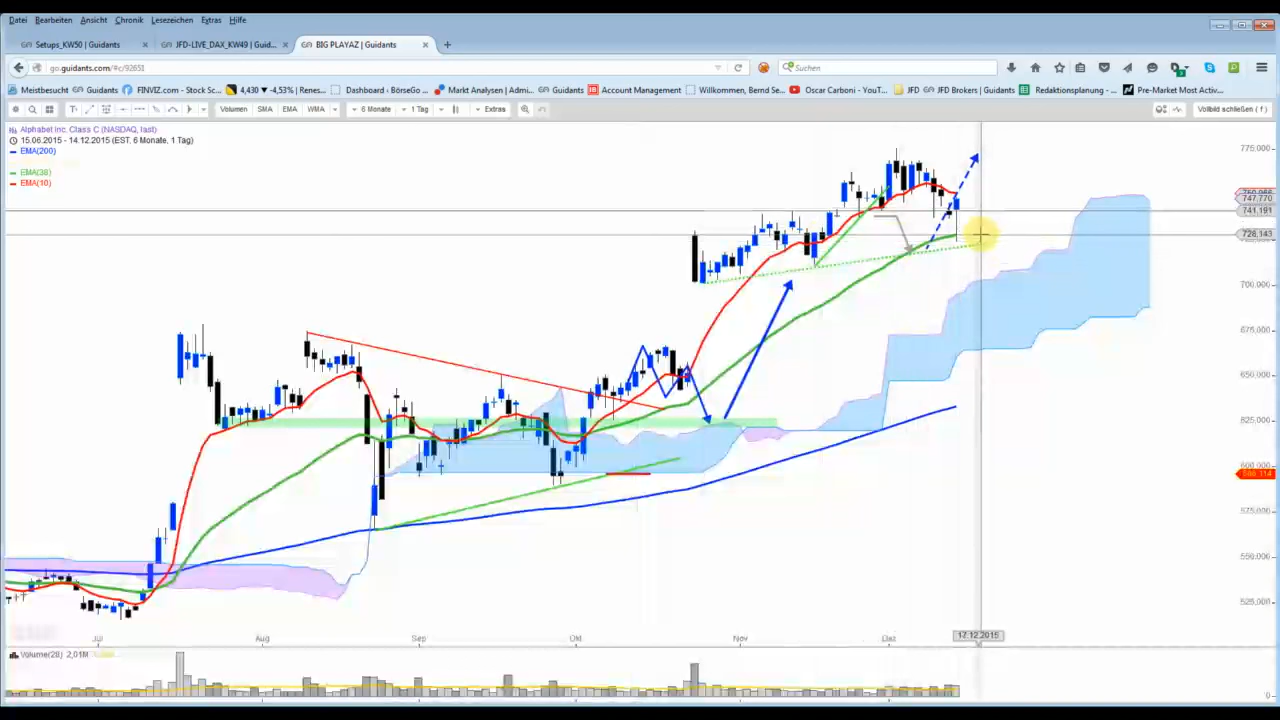 Datei Bearbeiten Ansicht Chronik Lesezeichen Extras Hilfe
Setups_KW50 | Guidants × JFD-LIVE_DAX_KW49 | Guid... × BIG PLAYAZ | Guidants × +
go.guidants.com/#c/92651 Suchen
Meistbesucht Guidants FINVIZ.com - Stock Sc... 4,430 -4,53% | Renes... Dashboard ‹ BörseGo ... Market Analysen | Admi... Guidants Account Management Willkommen, Bernd Se... Oscar Carboni - YouT... JFD JFD Brokers | Guidants Redaktionsplanung - ... Pre-Market Most Activ...
Volumen SMA EMA WMA 6 Monate 1 Tag Extras Vollbild schließen ( f )
Alphabet Inc. Class C (NASDAQ, last)
15.06.2015 - 14.12.2015 (EST, 6 Monate, 1 Tag)
EMA(200)
EMA(38)
EMA(10)
775,000
747,770
741,191
728,143
700,000
675,000
650,000
625,000
600,000
575,000
550,000
525,000
Jul Aug Sep Okt Nov Dez
17.12.2015
Volume(28) 2,01M
0